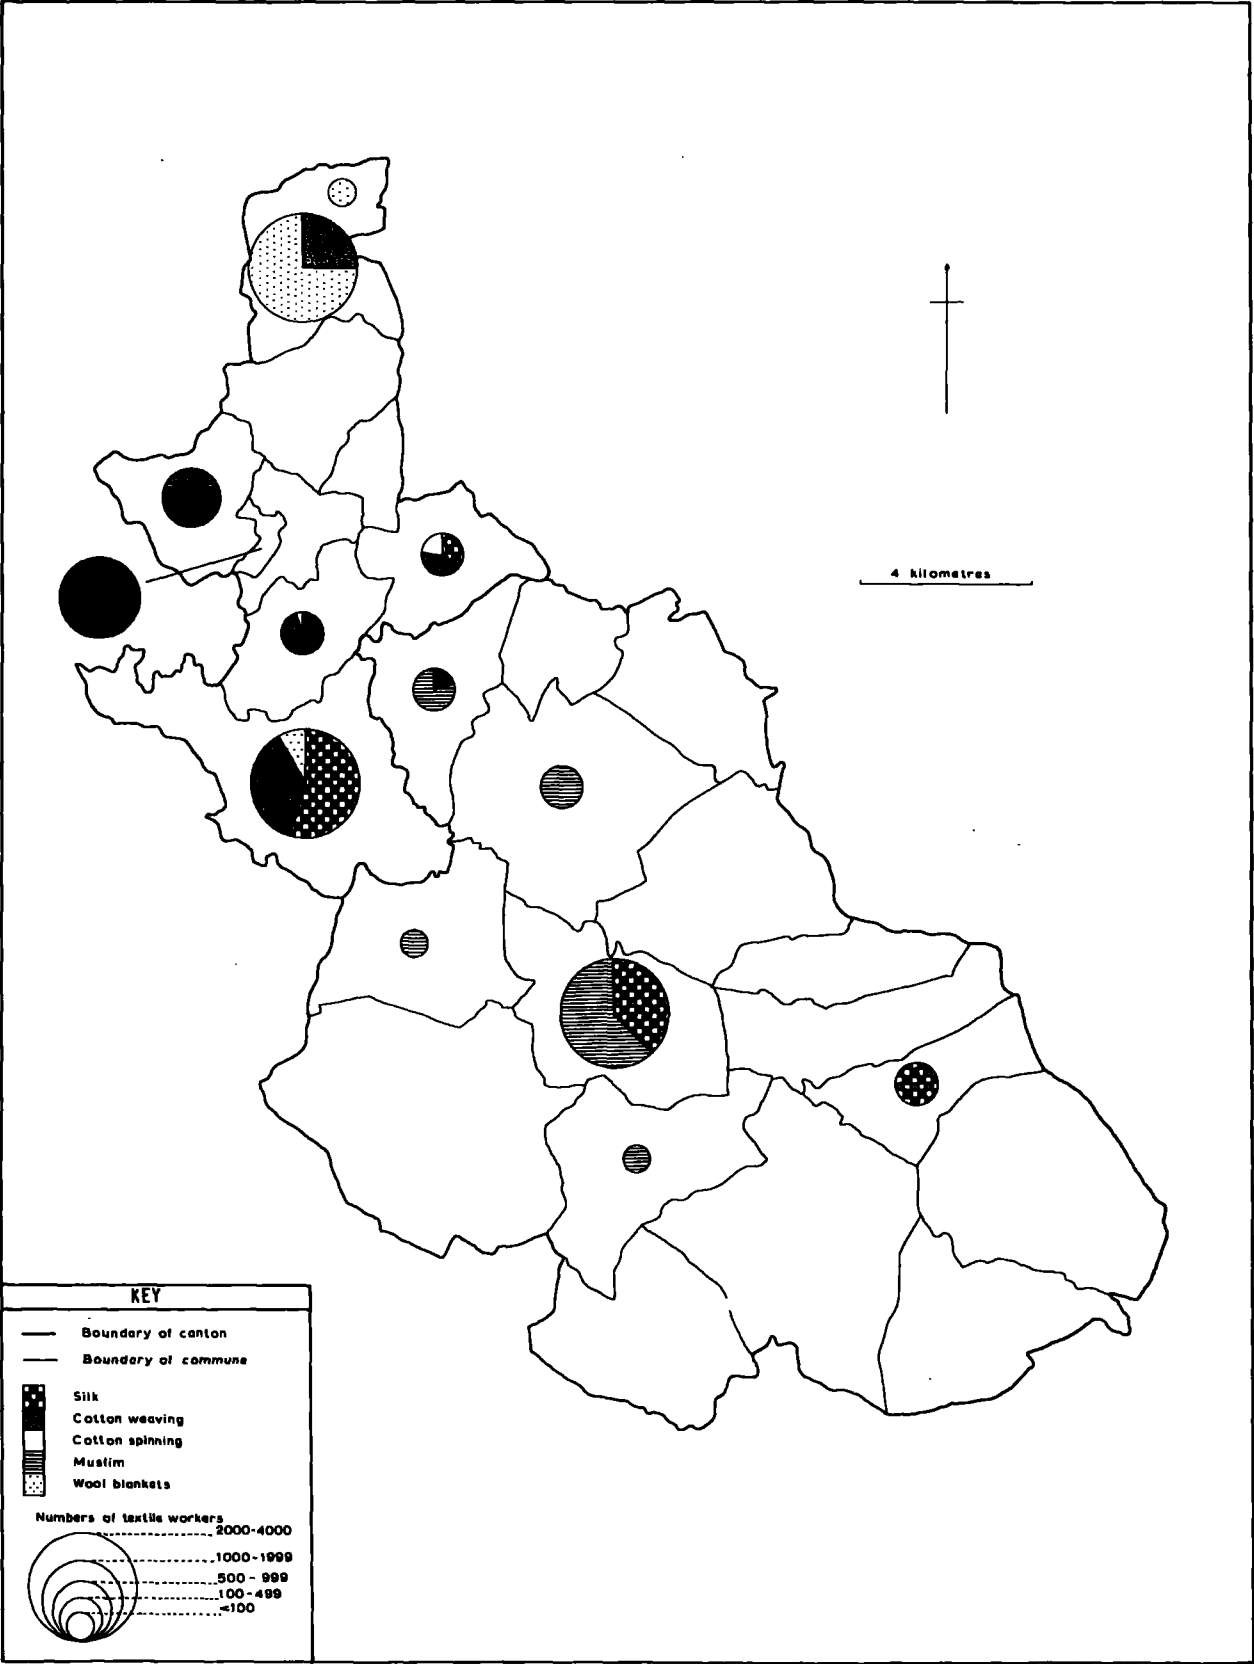 4 kilometres
KEY
Boundary of canton
Boundary of commune
Silk
Cotton weaving
Cotton spinning
Muslim
Wool blankets
Numbers of textile workers
2000-4000
1000-1999
500 - 999
100-499
<100